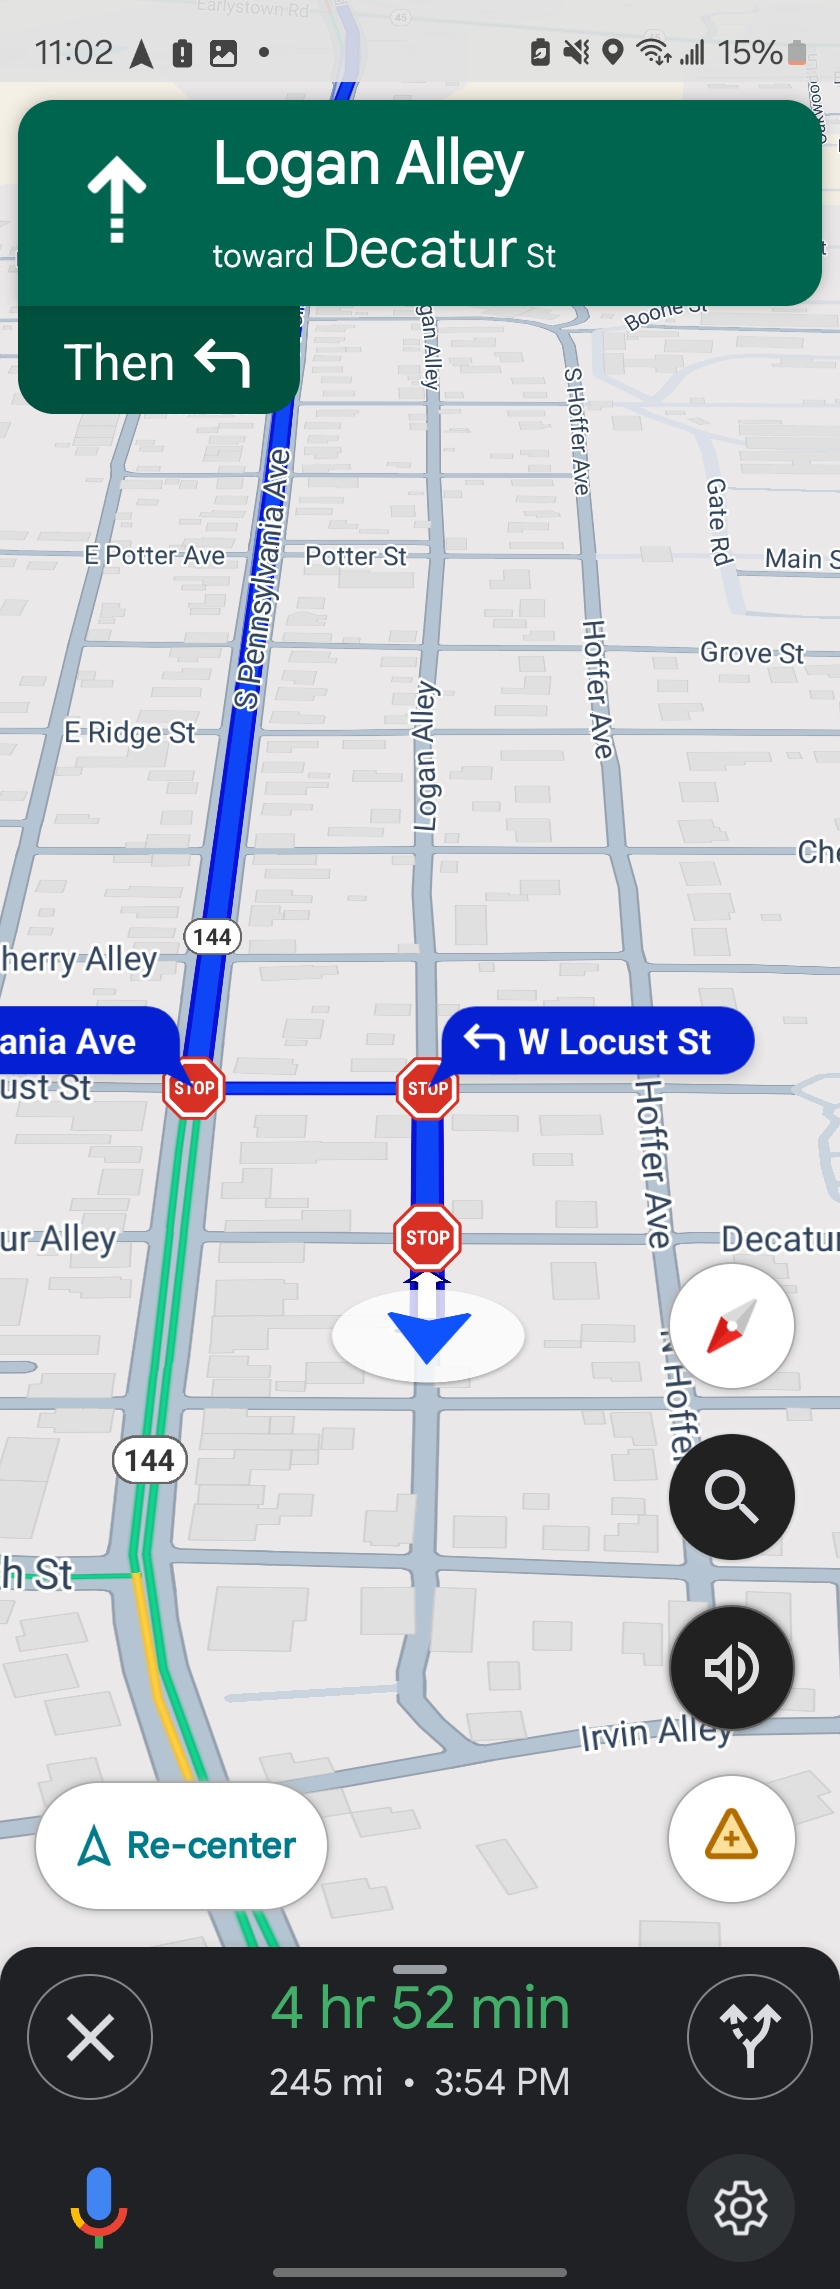 Earlystown Rd
45
11:02
15%
Logan Alley
toward Decatur St
Then
Boone St
gan Alley
S Hoffer Ave
Gate Rd
S Pennsylvania Ave
E Potter Ave
Potter St
Main S
Hoffer Ave
Grove St
E Ridge St
Logan Alley
Che
144
herry Alley
ania Ave
W Locust St
STOP
STOP
ust St
Hoffer Ave
ur Alley
STOP
Decatur
N Hoffer
144
h St
Irvin Alley
Re-center
4 hr 52 min
245 mi • 3:54 PM